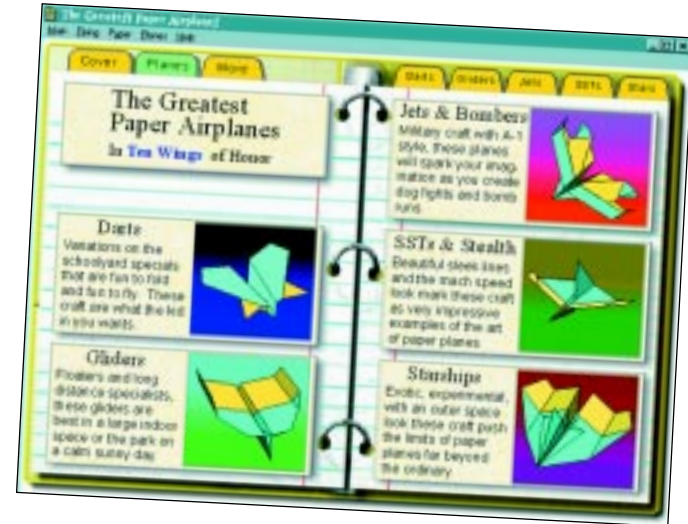 The Greatest Paper Airplanes
Cover Planes More
Darts Gliders Jets SSTs Stars
The Greatest
Paper Airplanes
In Ten Wings of Honor
Darts
Variations on the
schoolyard specials
that are fun to fold
and fun to fly. These
craft are what the kid
in you wants.
Gliders
Floaters and long
distance specialists,
these gliders are
best in a large indoor
space or the park on
a calm sunny day.
Jets & Bombers
Military craft with A-1
style, these planes
will spark your imag-
ination as you create
dog fights and bomb
runs.
SSTs & Stealth
Beautiful sleek lines
and the mach speed
look mark these craft
as very impressive
examples of the art
of paper planes.
Starships
Exotic, experimental,
with an outer space
look these craft push
the limits of paper
planes far beyond
the ordinary.